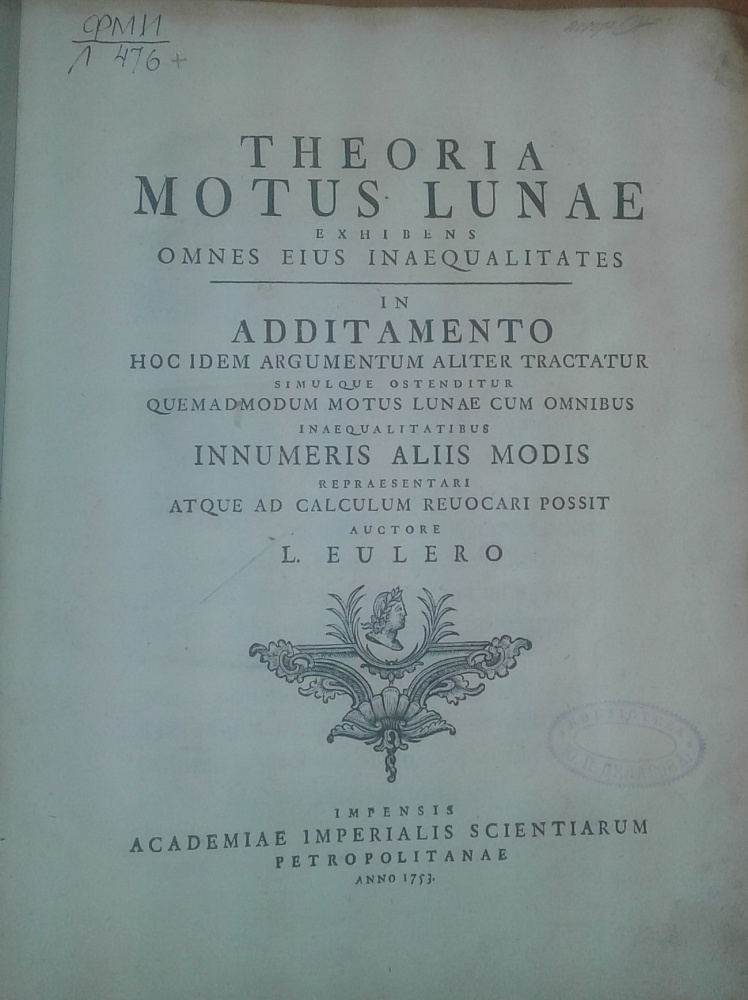 ФМИ
Л 476+
THEORIA
MOTUS LUNAE
EXHIBENS
OMNES EIUS INAEQUALITATES
IN
ADDITAMENTO
HOC IDEM ARGUMENTUM ALITER TRACTATUR
SIMULQUE OSTENDITUR
QUEMADMODUM MOTUS LUNAE CUM OMNIBUS
INAEQUALITATIBUS
INNUMERIS ALIIS MODIS
REPRAESENTARI
ATQUE AD CALCULUM REUOCARI POSSIT
AUCTORE
L. EULERO
IMPENSIS
ACADEMIAE IMPERIALIS SCIENTIARUM
PETROPOLITANAE
ANNO 1753.